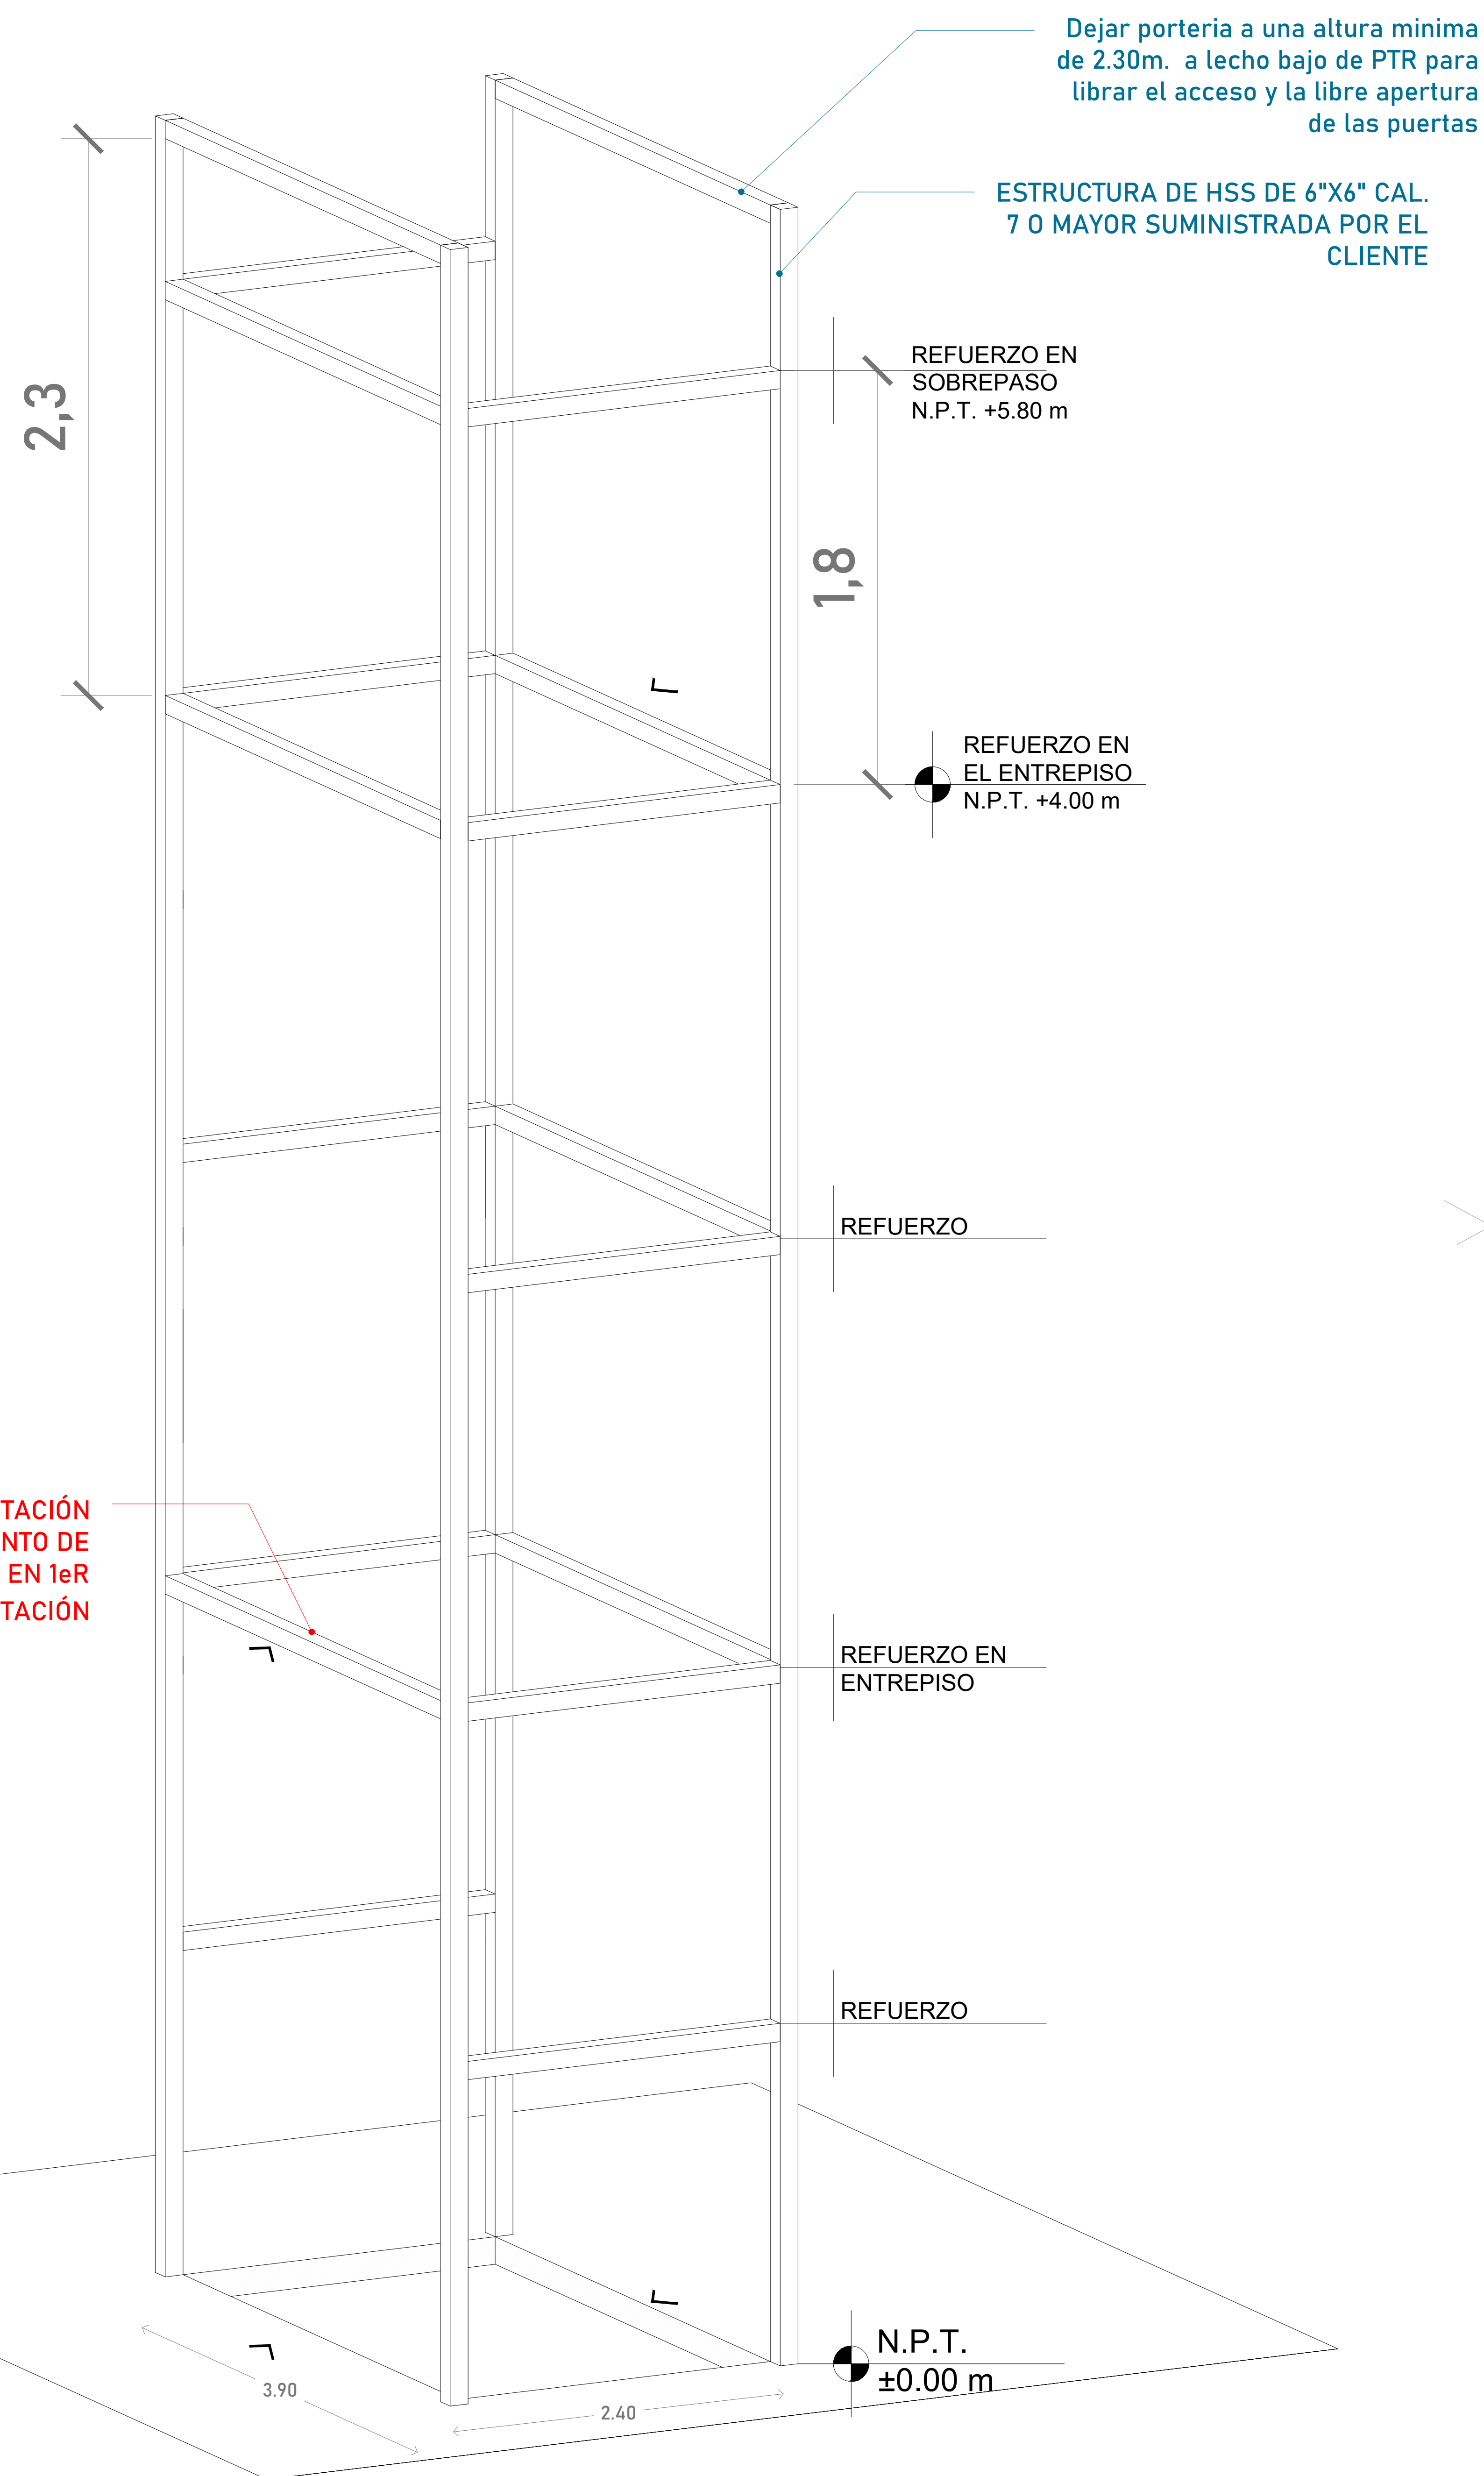 Dejar porteria a una altura minima
de 2.30m. a lecho bajo de PTR para
librar el acceso y la libre apertura
de las puertas
ESTRUCTURA DE HSS DE 6"X6" CAL.
7 O MAYOR SUMINISTRADA POR EL
CLIENTE
2,3
REFUERZO EN
SOBREPASO
N.P.T. +5.80 m
1,8
REFUERZO EN
EL ENTREPISO
N.P.T. +4.00 m
REFUERZO
TACIÓN
NTO DE
EN 1eR
TACIÓN
REFUERZO EN
ENTREPISO
REFUERZO
N.P.T.
±0.00 m
3.90
2.40